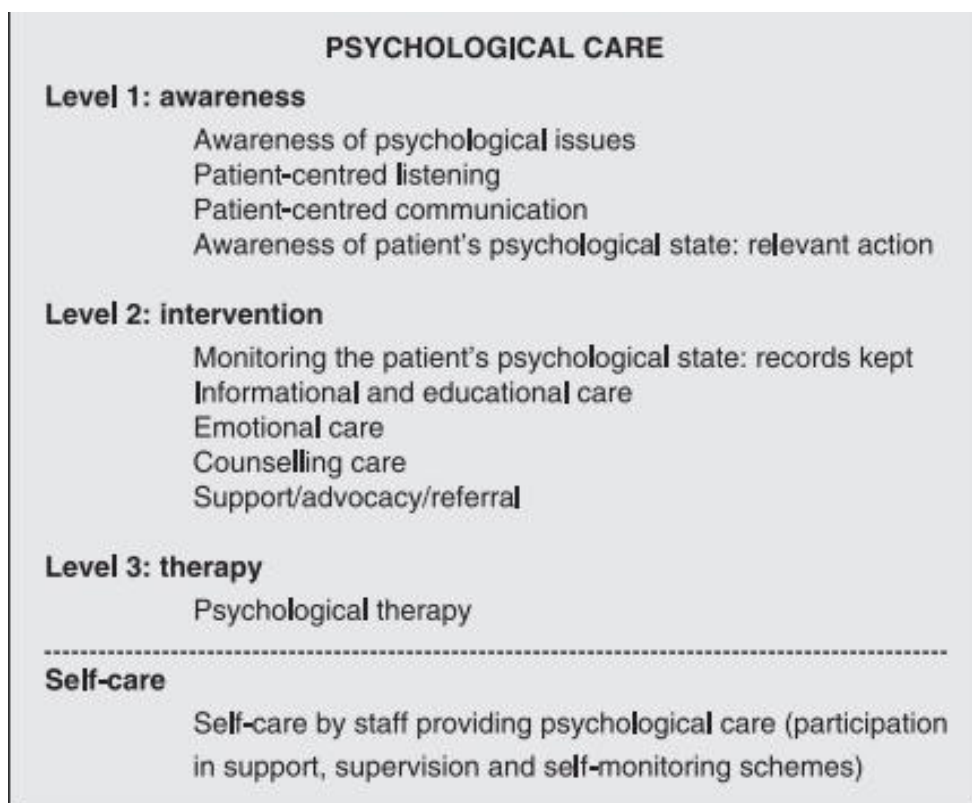 PSYCHOLOGICAL CARE
Level 1: awareness
Awareness of psychological issues
Patient-centred listening
Patient-centred communication
Awareness of patient's psychological state: relevant action
Level 2: intervention
Monitoring the patient's psychological state: records kept
Informational and educational care
Emotional care
Counselling care
Support/advocacy/referral
Level 3: therapy
Psychological therapy
Self-care
Self-care by staff providing psychological care (participation
in support, supervision and self-monitoring schemes)